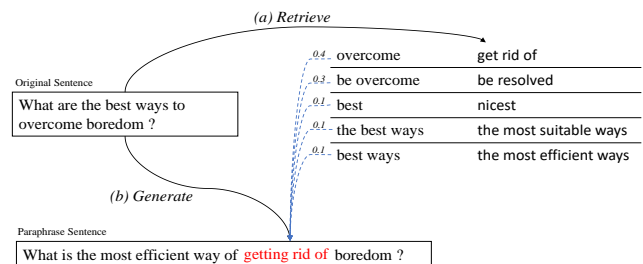 (a) Retrieve
0.4 overcome get rid of
0.3 be overcome be resolved
0.1 best nicest
0.1 the best ways the most suitable ways
0.1 best ways the most efficient ways
Original Sentence
What are the best ways to
overcome boredom ?
(b) Generate
Paraphrase Sentence
What is the most efficient way of getting rid of boredom ?